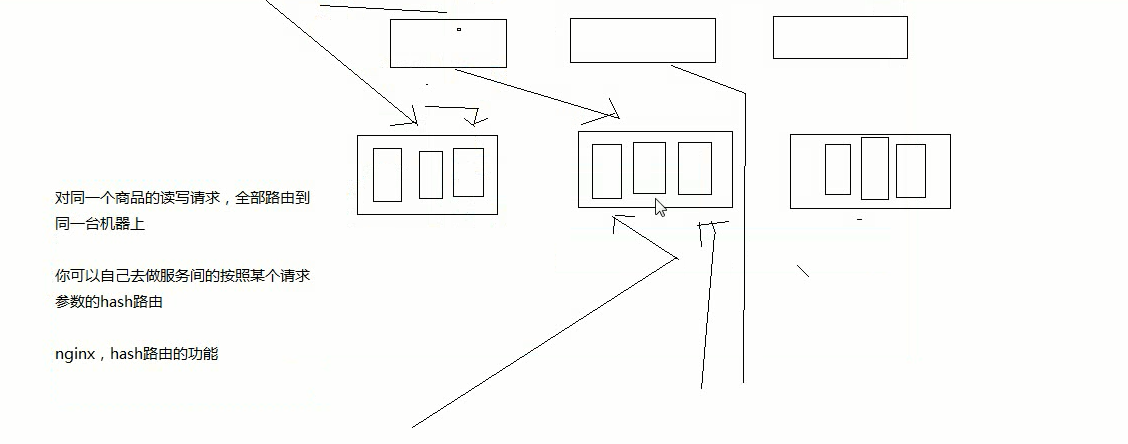 对同一个商品的读写请求，全部路由到
同一台机器上
你可以自己去做服务间的按照某个请求
参数的hash路由
nginx，hash路由的功能